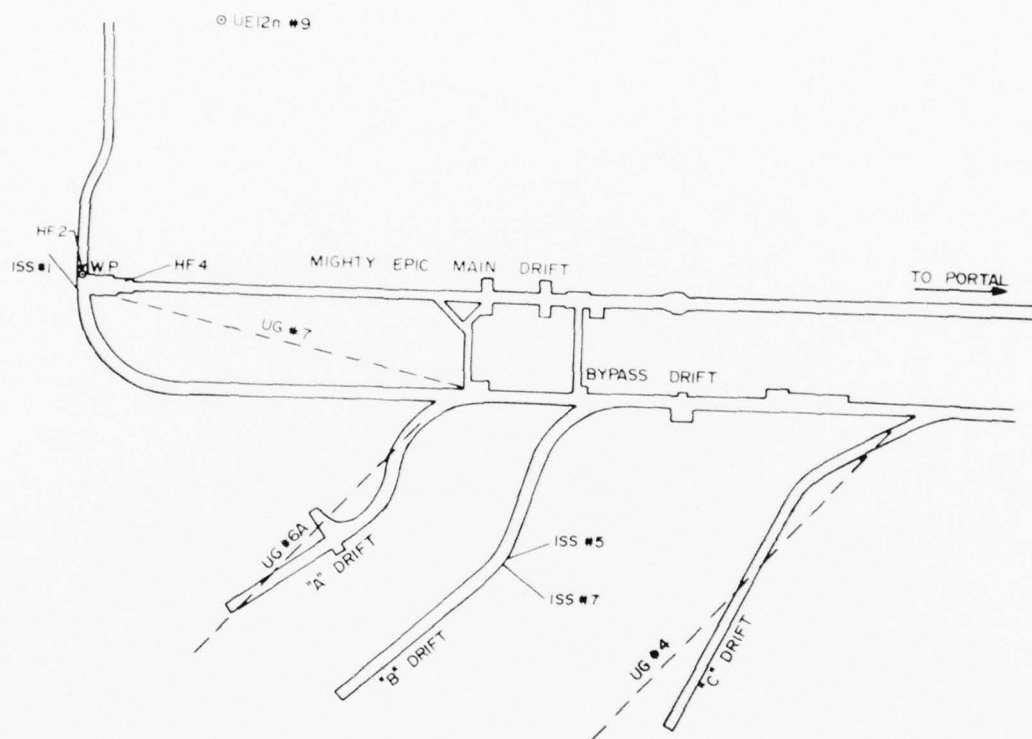 UE12n #9
HF 2
ISS #1
W.P.
HF 4
MIGHTY EPIC MAIN DRIFT
TO PORTAL
UG #7
BYPASS DRIFT
UG #6A
"A" DRIFT
ISS #5
ISS #7
"B" DRIFT
UG #4
"C" DRIFT